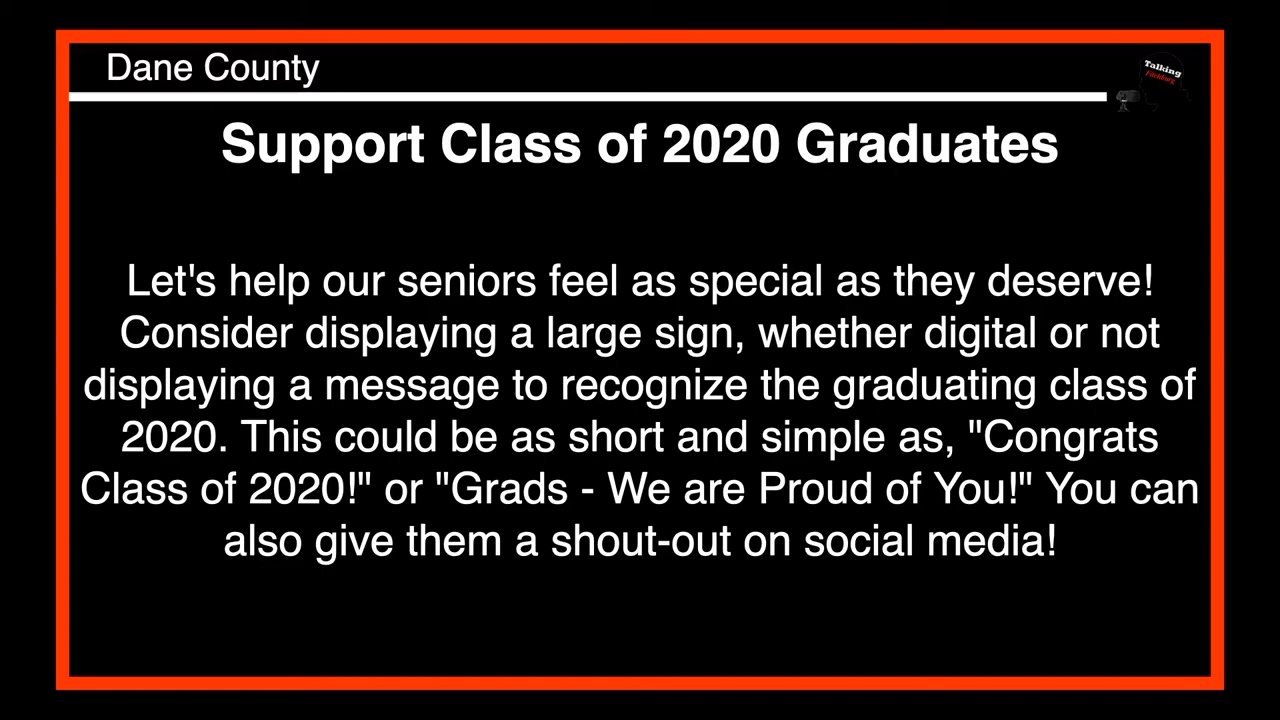 Dane County
Talking
Fitchburg
Support Class of 2020 Graduates
Let's help our seniors feel as special as they deserve!
Consider displaying a large sign, whether digital or not
displaying a message to recognize the graduating class of
2020. This could be as short and simple as, "Congrats
Class of 2020!" or "Grads - We are Proud of You!" You can
also give them a shout-out on social media!